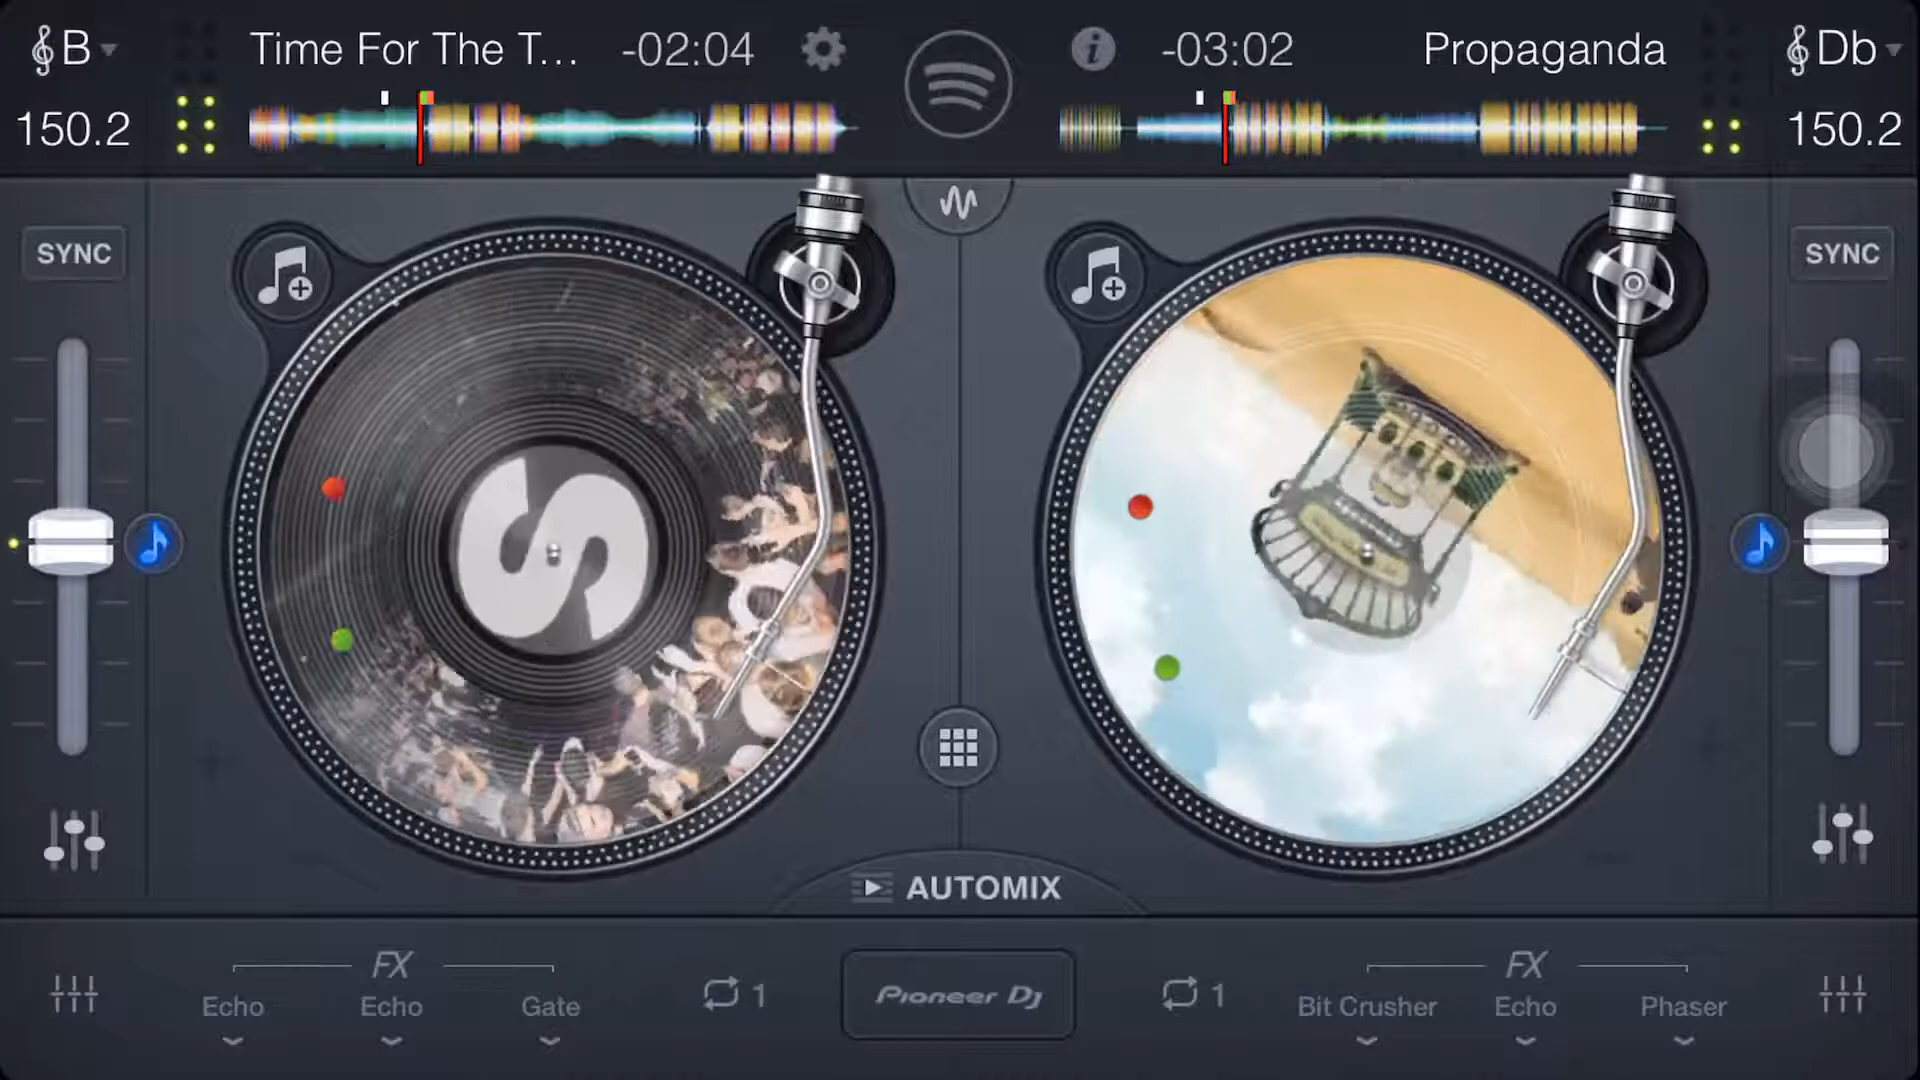 B
Time For The T...
-02:04
-03:02
Propaganda
Db
150.2
150.2
SYNC
SYNC
AUTOMIX
FX
Echo
Echo
Gate
1
Pioneer Dj
1
FX
Bit Crusher
Echo
Phaser